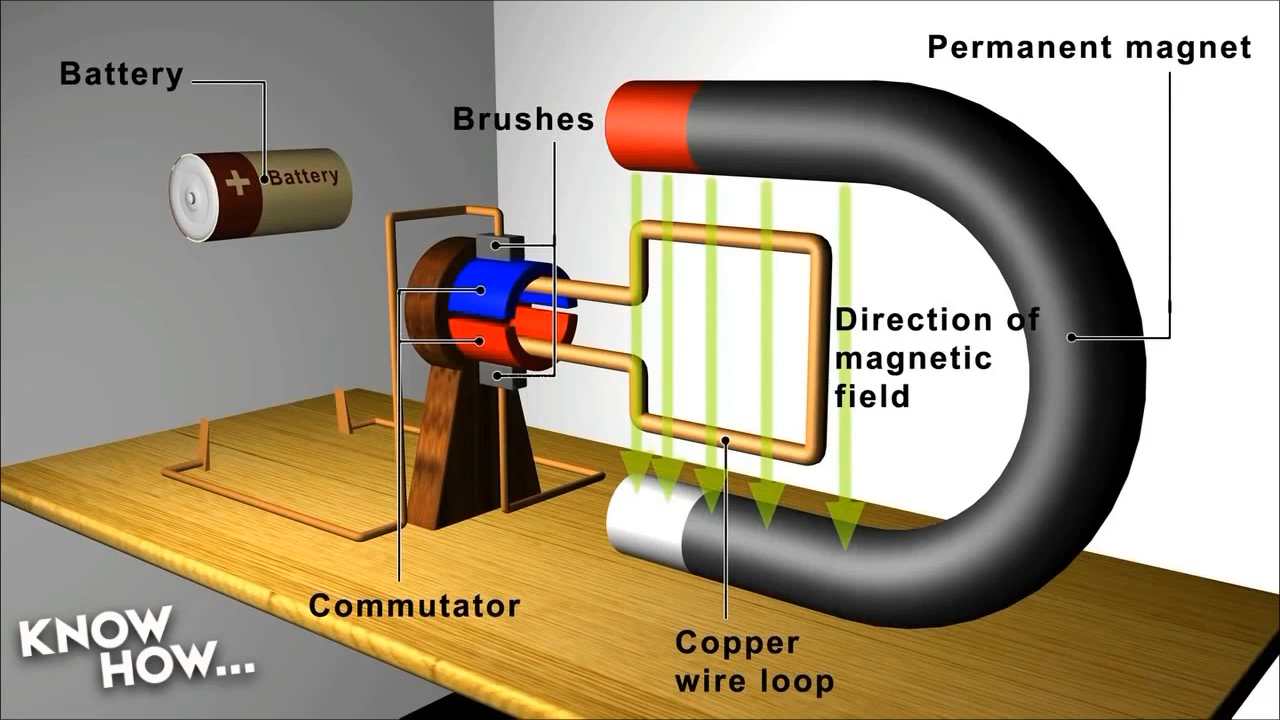 Permanent magnet
Battery
Brushes
+ Battery
Direction of
magnetic
field
Commutator
Copper
wire loop
KNOW
HOW...